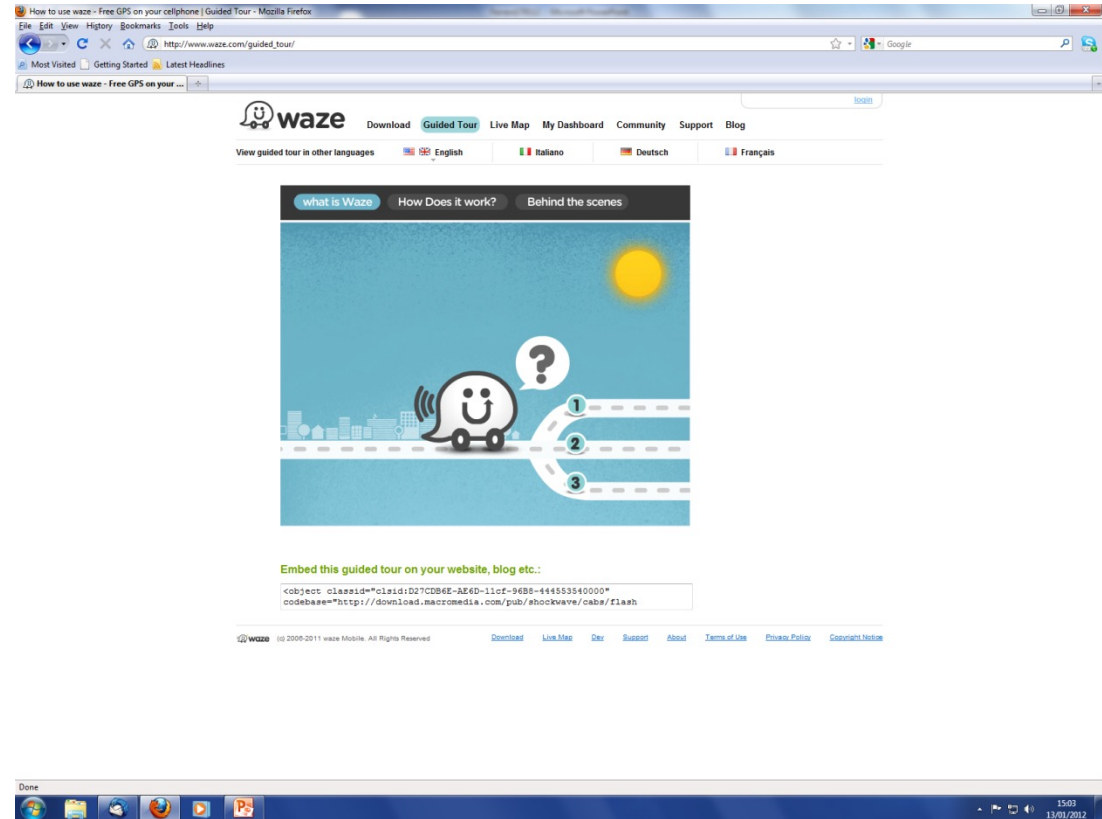 How to use waze - Free GPS on your cellphone | Guided Tour - Mozilla Firefox
File Edit View History Bookmarks Tools Help
http://www.waze.com/guided_tour/
Google
Most Visited Getting Started Latest Headlines
How to use waze - Free GPS on your ...
login
waze
Download Guided Tour Live Map My Dashboard Community Support Blog
View guided tour in other languages English Italiano Deutsch Français
what is Waze How Does it work? Behind the scenes
?
1
2
3
Embed this guided tour on your website, blog etc.:
<object classid="clsid:D27CDB6E-AE6D-11cf-96B8-444553540000"
codebase="http://download.macromedia.com/pub/shockwave/cabs/flash
waze (c) 2006-2011 waze Mobile. All Rights Reserved Download Live Map Dev Support About Terms of Use Privacy Policy Copyright Notice
Done
15:03
13/01/2012